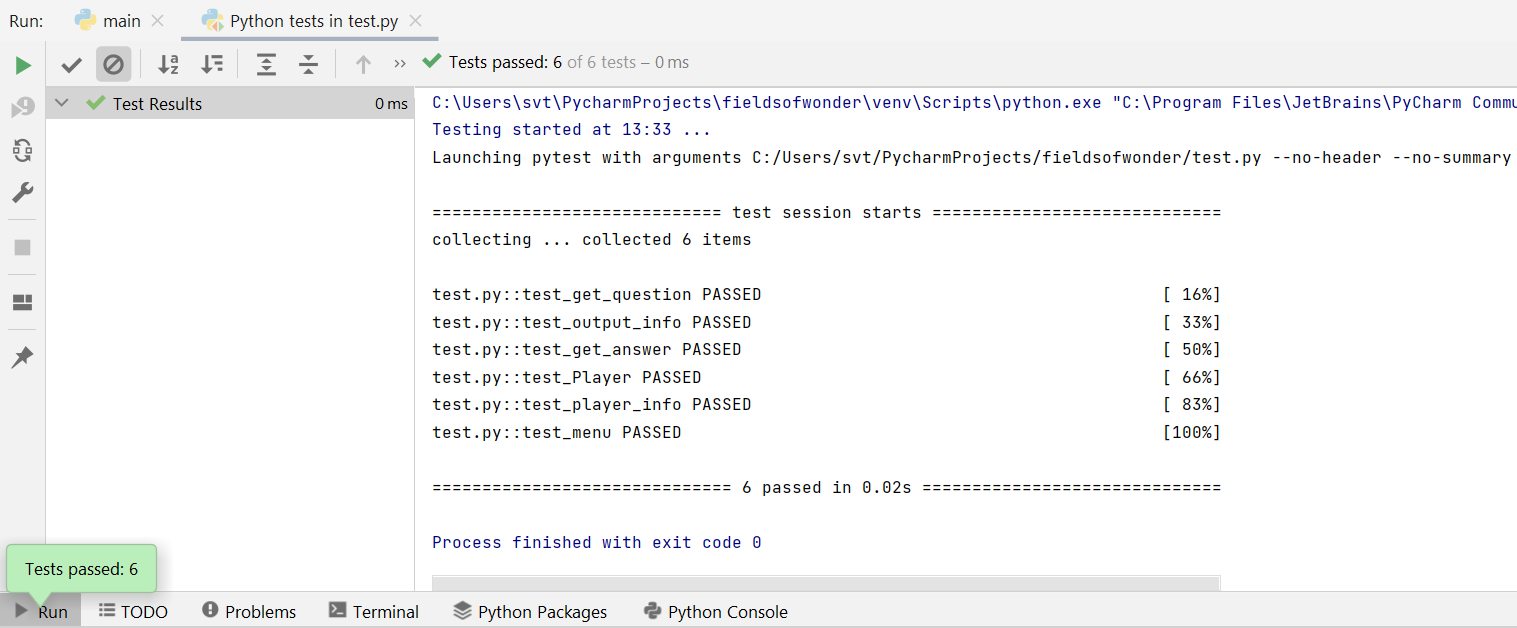 Run: main Python tests in test.py
Tests passed: 6 of 6 tests – 0 ms
Test Results 0 ms
C:\Users\svt\PycharmProjects\fieldsofwonder\venv\Scripts\python.exe "C:\Program Files\JetBrains\PyCharm Commu
Testing started at 13:33 ...
Launching pytest with arguments C:/Users/svt/PycharmProjects/fieldsofwonder/test.py --no-header --no-summary
============================= test session starts =============================
collecting ... collected 6 items
test.py::test_get_question PASSED [ 16%]
test.py::test_output_info PASSED [ 33%]
test.py::test_get_answer PASSED [ 50%]
test.py::test_Player PASSED [ 66%]
test.py::test_player_info PASSED [ 83%]
test.py::test_menu PASSED [100%]
============================== 6 passed in 0.02s ==============================
Process finished with exit code 0
Tests passed: 6
Run TODO Problems Terminal Python Packages Python Console